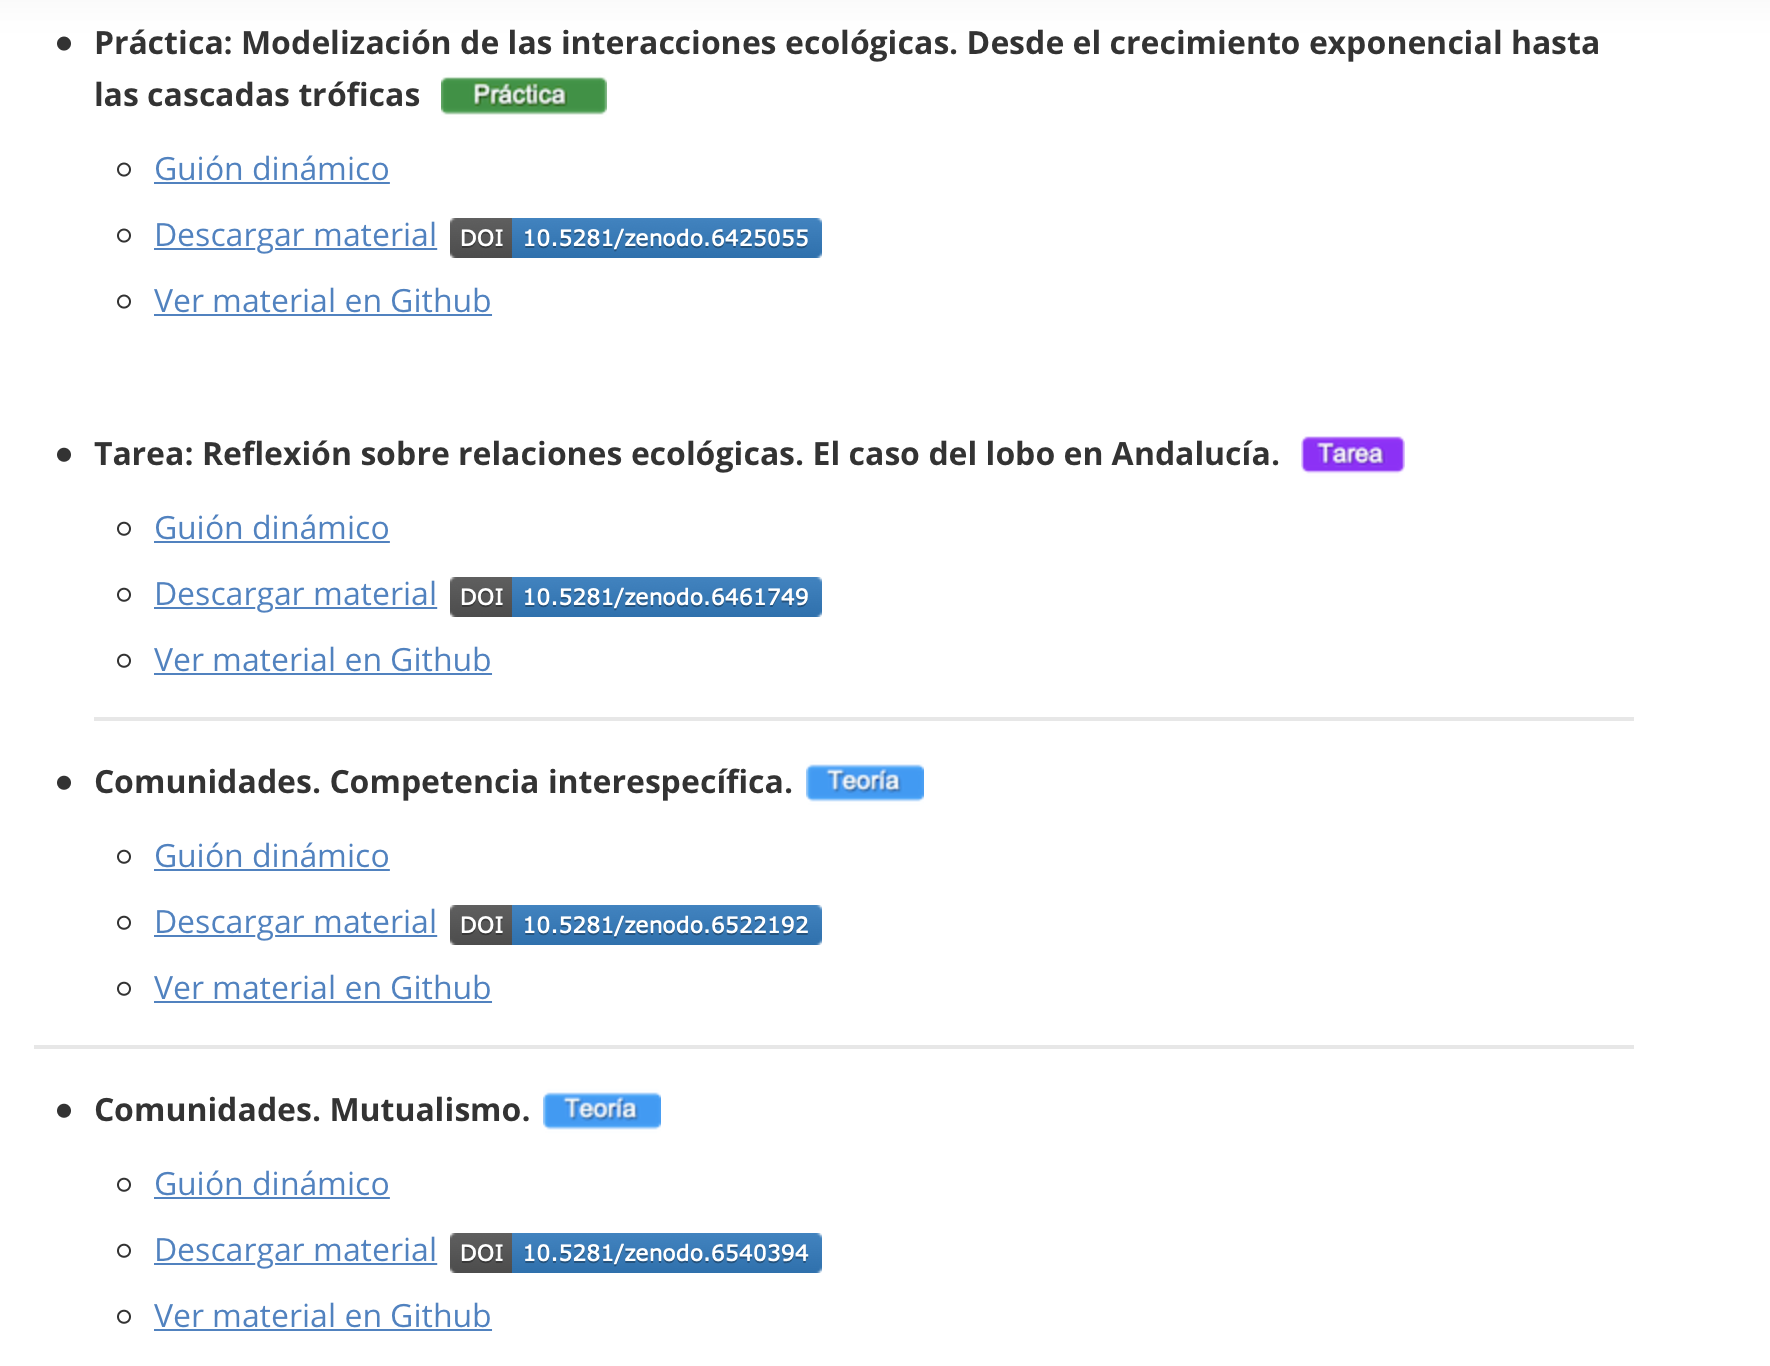 Práctica: Modelización de las interacciones ecológicas. Desde el crecimiento exponencial hasta
las cascadas tróficas Práctica
Guión dinámico
Descargar material DOI 10.5281/zenodo.6425055
Ver material en Github
Tarea: Reflexión sobre relaciones ecológicas. El caso del lobo en Andalucía. Tarea
Guión dinámico
Descargar material DOI 10.5281/zenodo.6461749
Ver material en Github
Comunidades. Competencia interespecífica. Teoría
Guión dinámico
Descargar material DOI 10.5281/zenodo.6522192
Ver material en Github
Comunidades. Mutualismo. Teoría
Guión dinámico
Descargar material DOI 10.5281/zenodo.6540394
Ver material en Github